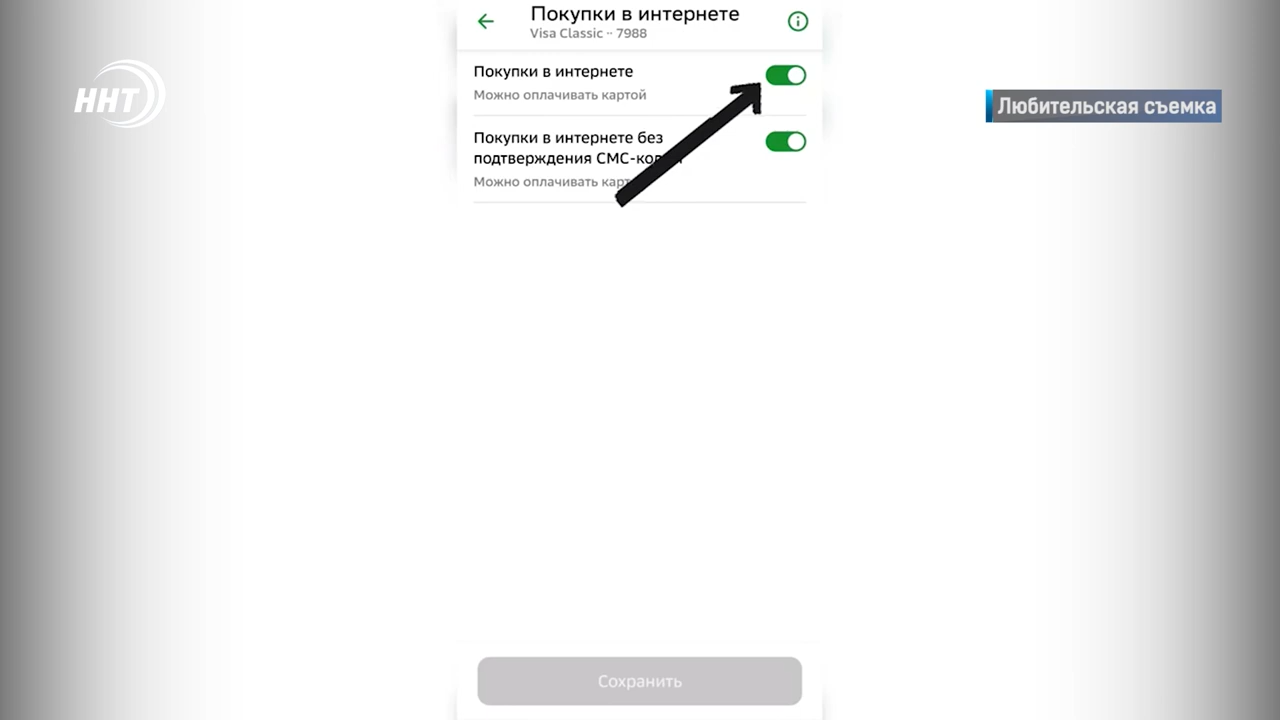 Покупки в интернете
Visa Classic ·· 7988
ННТ
Любительская съемка
Покупки в интернете
Можно оплачивать картой
Покупки в интернете без
подтверждения СМС-
Можно оплачивать
Сохранить